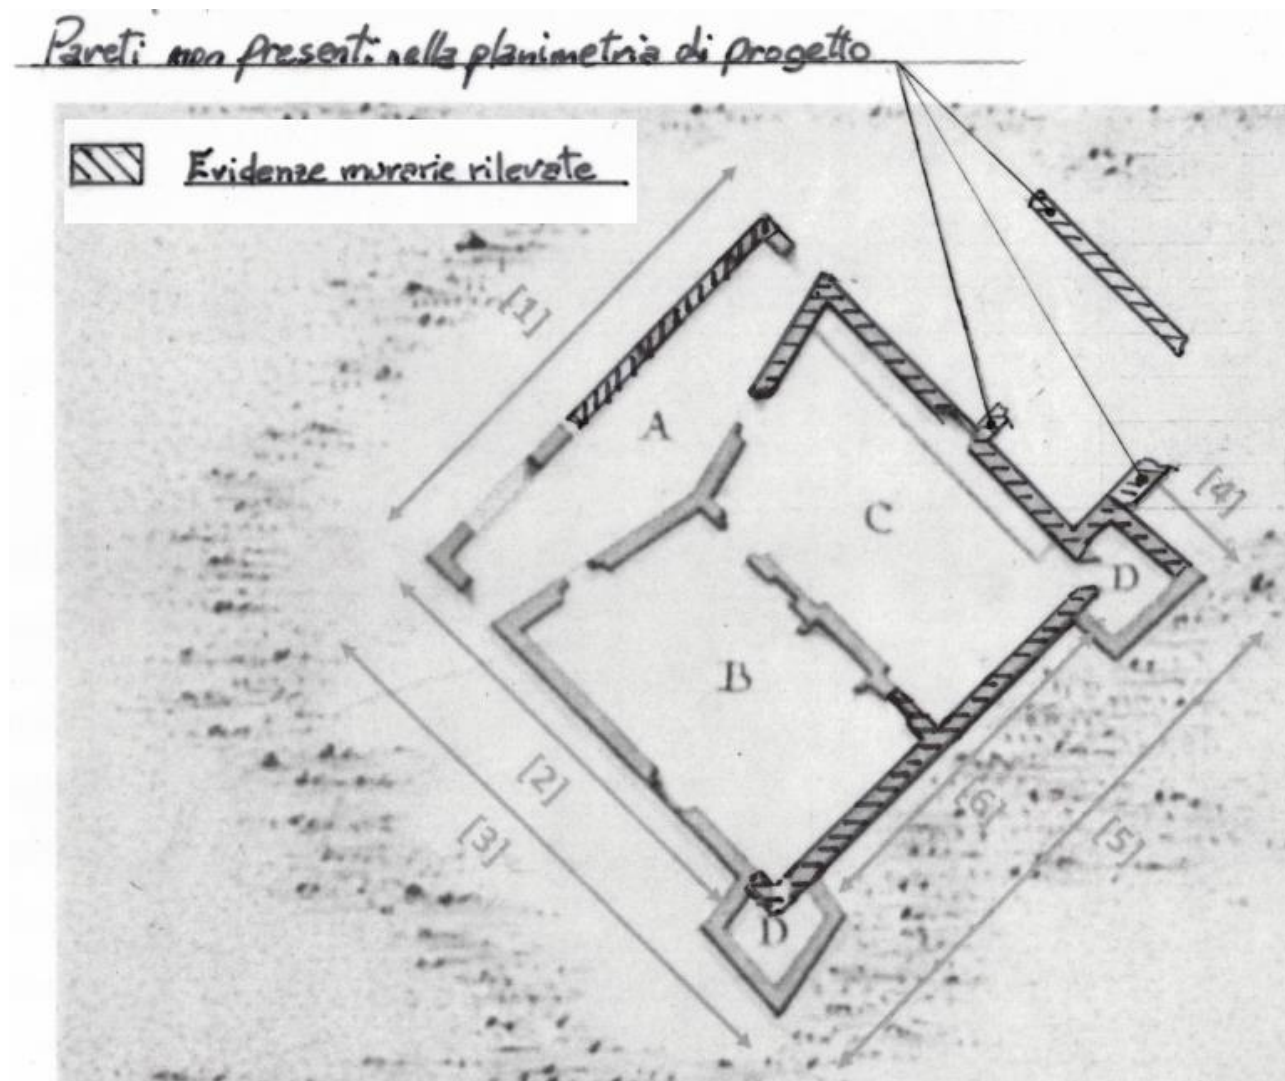 Pareti non presenti nella planimetria di progetto
Evidenze murarie rilevate
[1]
A
C
[4]
D
B
[2]
[6]
[3]
[5]
D